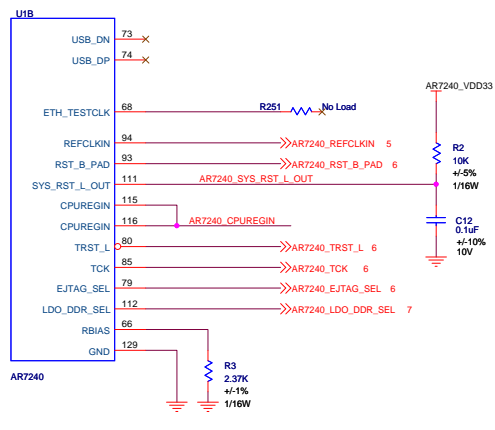 U1B
USB_DN 73
USB_DP 74
AR7240_VDD33
ETH_TESTCLK 68 R251 No Load
REFCLKIN 94 AR7240_REFCLKIN 5
R2
10K
+/-5%
1/16W
RST_B_PAD 93 AR7240_RST_B_PAD 6
SYS_RST_L_OUT 111 AR7240_SYS_RST_L_OUT
CPUREGIN 115
CPUREGIN 116 AR7240_CPUREGIN
C12
0.1uF
+/-10%
10V
TRST_L 80 AR7240_TRST_L 6
TCK 85 AR7240_TCK 6
EJTAG_SEL 79 AR7240_EJTAG_SEL 6
LDO_DDR_SEL 112 AR7240_LDO_DDR_SEL 7
RBIAS 66
GND 129
R3
2.37K
+/-1%
1/16W
AR7240